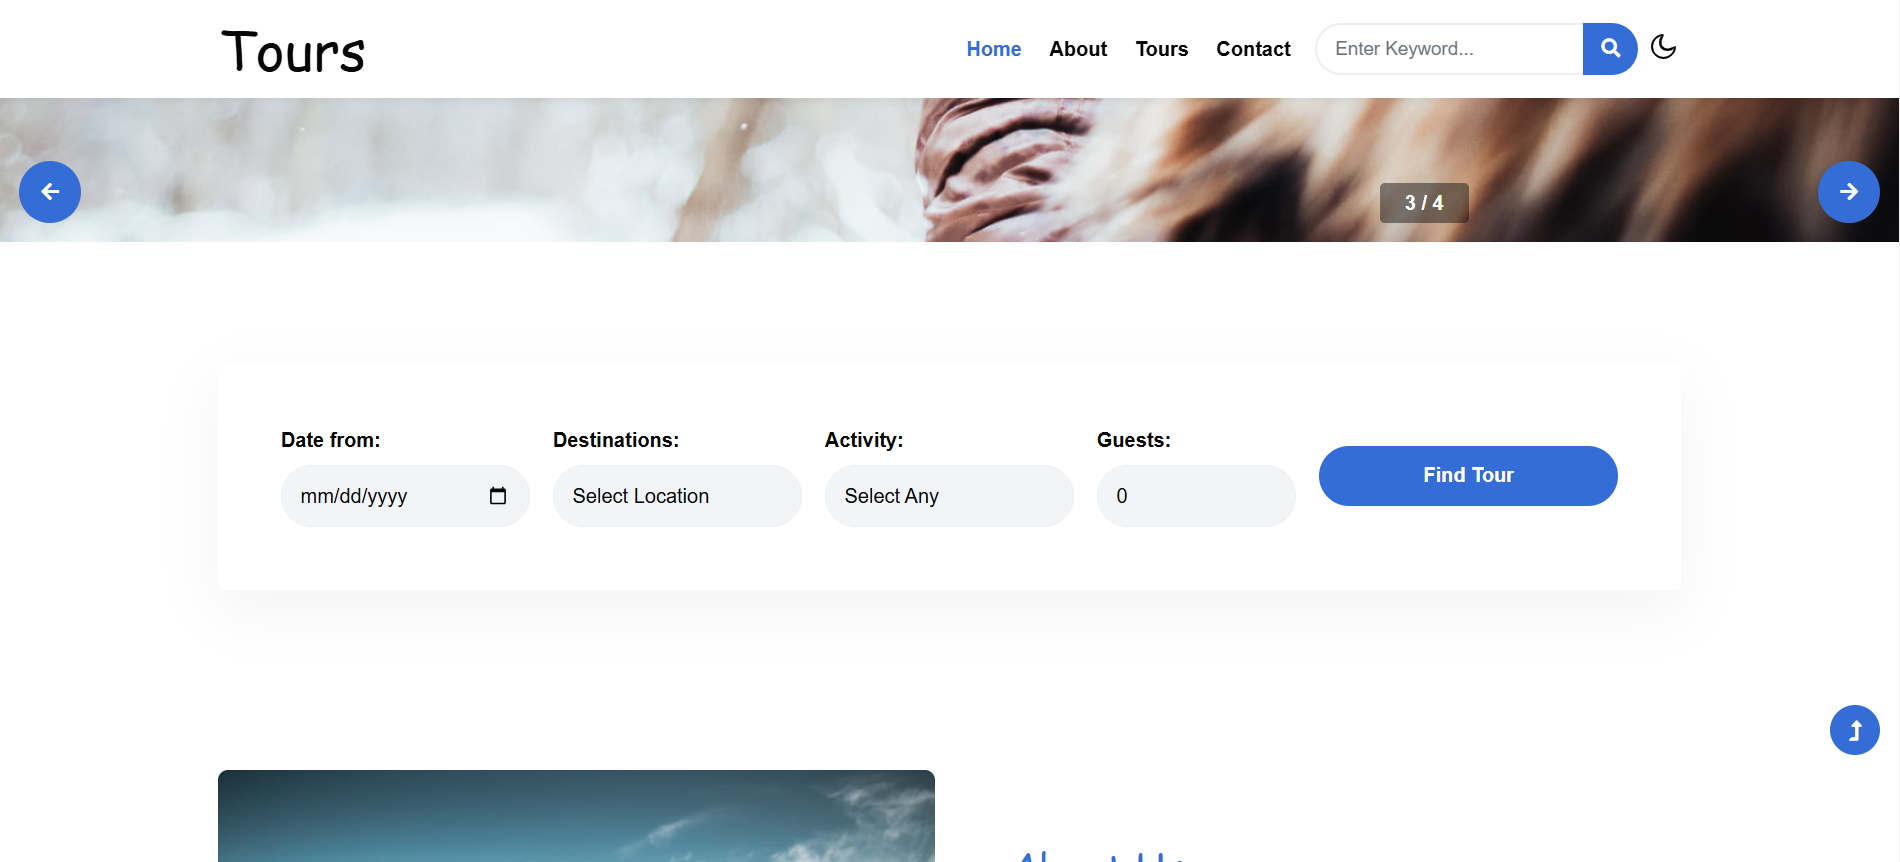 Tours
Home About Tours Contact Enter Keyword...
3 / 4
Date from: Destinations: Activity: Guests:
mm/dd/yyyy Select Location Select Any 0
Find Tour